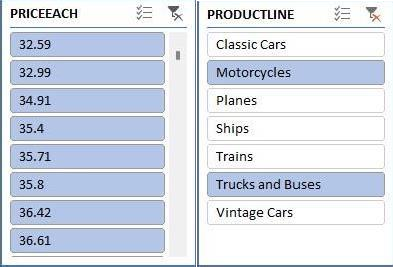 PRICEEACH
32.59
32.99
34.91
35.4
35.71
35.8
36.42
36.61
PRODUCTLINE
Classic Cars
Motorcycles
Planes
Ships
Trains
Trucks and Buses
Vintage Cars